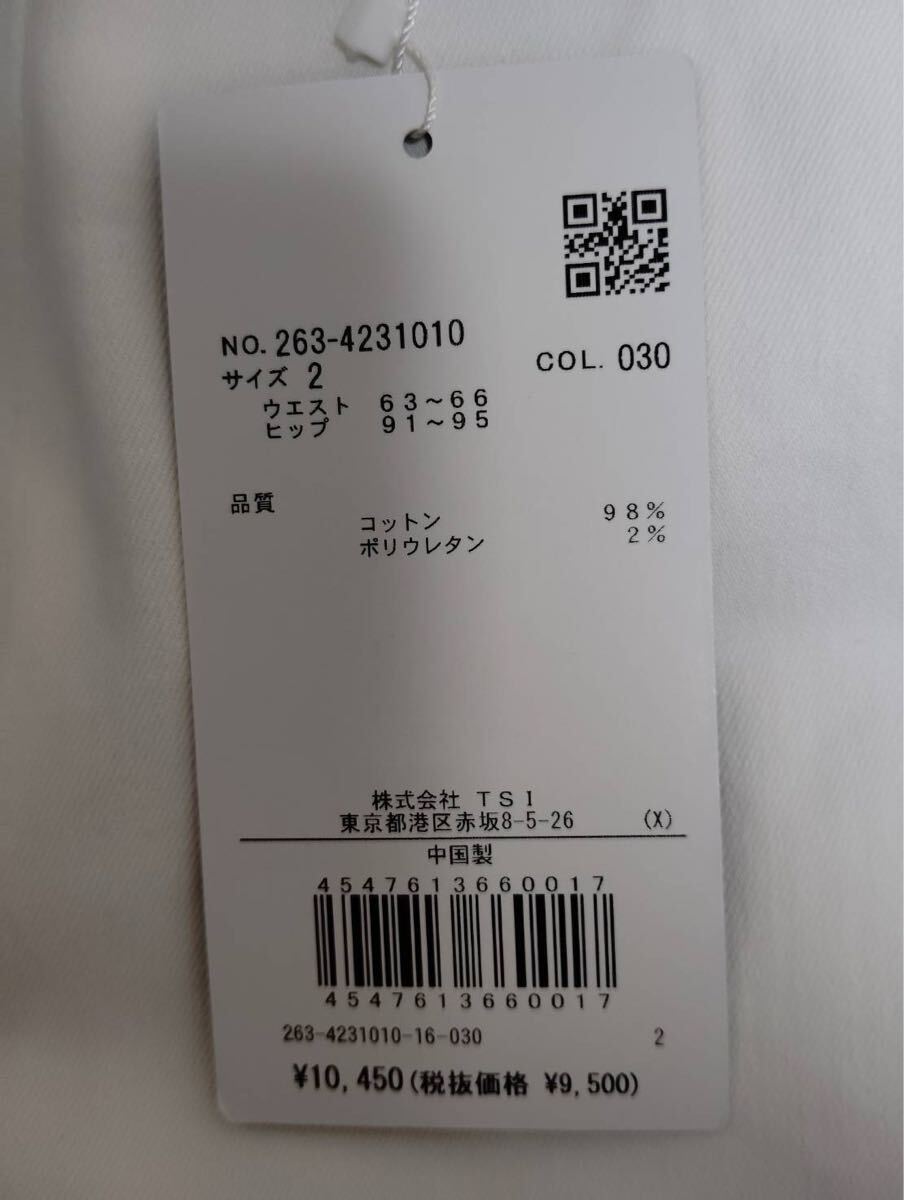 NO. 263-4231010
COL. 030
サイズ 2
ウエスト 63～66
ヒップ 91～95
品質
コットン 98%
ポリウレタン 2%
株式会社 TSI
東京都港区赤坂8-5-26 (X)
中国製
4547613660017
4547613660017
263-4231010-16-030 2
¥10,450(税抜価格 ¥9,500)